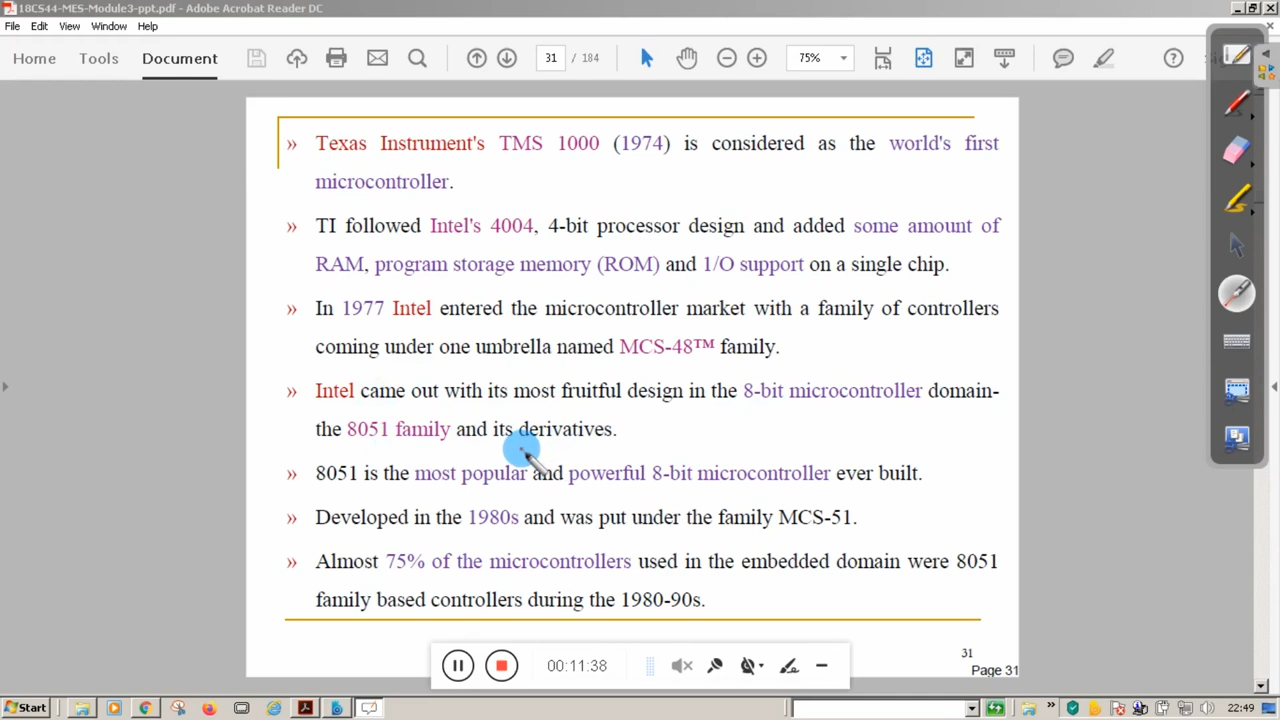 18CS44-MES-Module3-ppt.pdf - Adobe Acrobat Reader DC
File Edit View Window Help
Home Tools Document 31 / 184 75%
» Texas Instrument's TMS 1000 (1974) is considered as the world's first
microcontroller.
» TI followed Intel's 4004, 4-bit processor design and added some amount of
RAM, program storage memory (ROM) and 1/O support on a single chip.
» In 1977 Intel entered the microcontroller market with a family of controllers
coming under one umbrella named MCS-48™ family.
» Intel came out with its most fruitful design in the 8-bit microcontroller domain-
the 8051 family and its derivatives.
» 8051 is the most popular and powerful 8-bit microcontroller ever built.
» Developed in the 1980s and was put under the family MCS-51.
» Almost 75% of the microcontrollers used in the embedded domain were 8051
family based controllers during the 1980-90s.
31
Page 31
00:11:38
Start 22:49